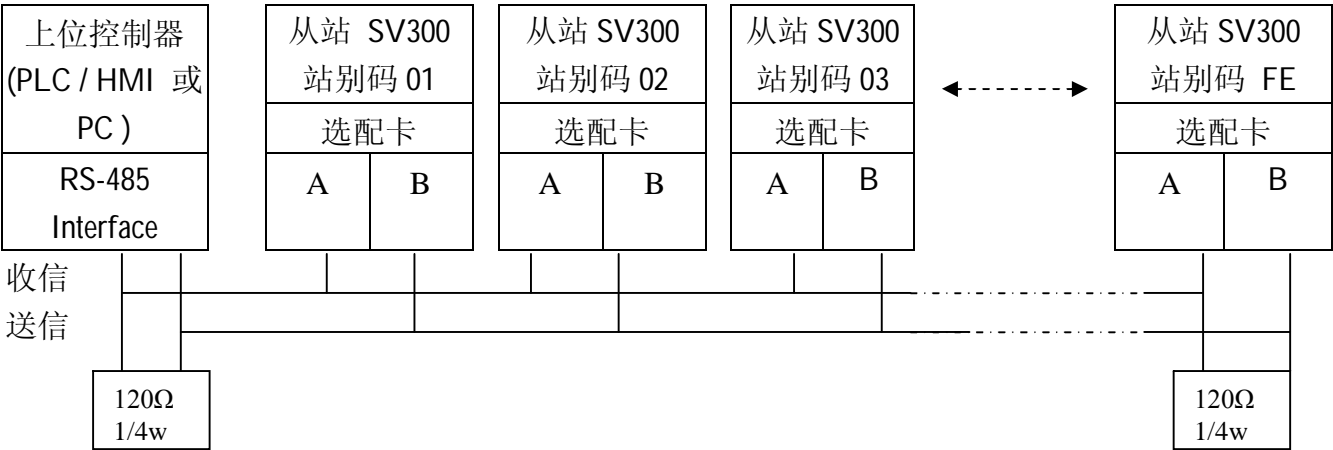 上位控制器
(PLC / HMI 或
PC )
RS-485
Interface
从站 SV300
站别码 01
选配卡
A B
从站 SV300
站别码 02
选配卡
A B
从站 SV300
站别码 03
选配卡
A B
从站 SV300
站别码 FE
选配卡
A B
收信
送信
120Ω
1/4w
120Ω
1/4w